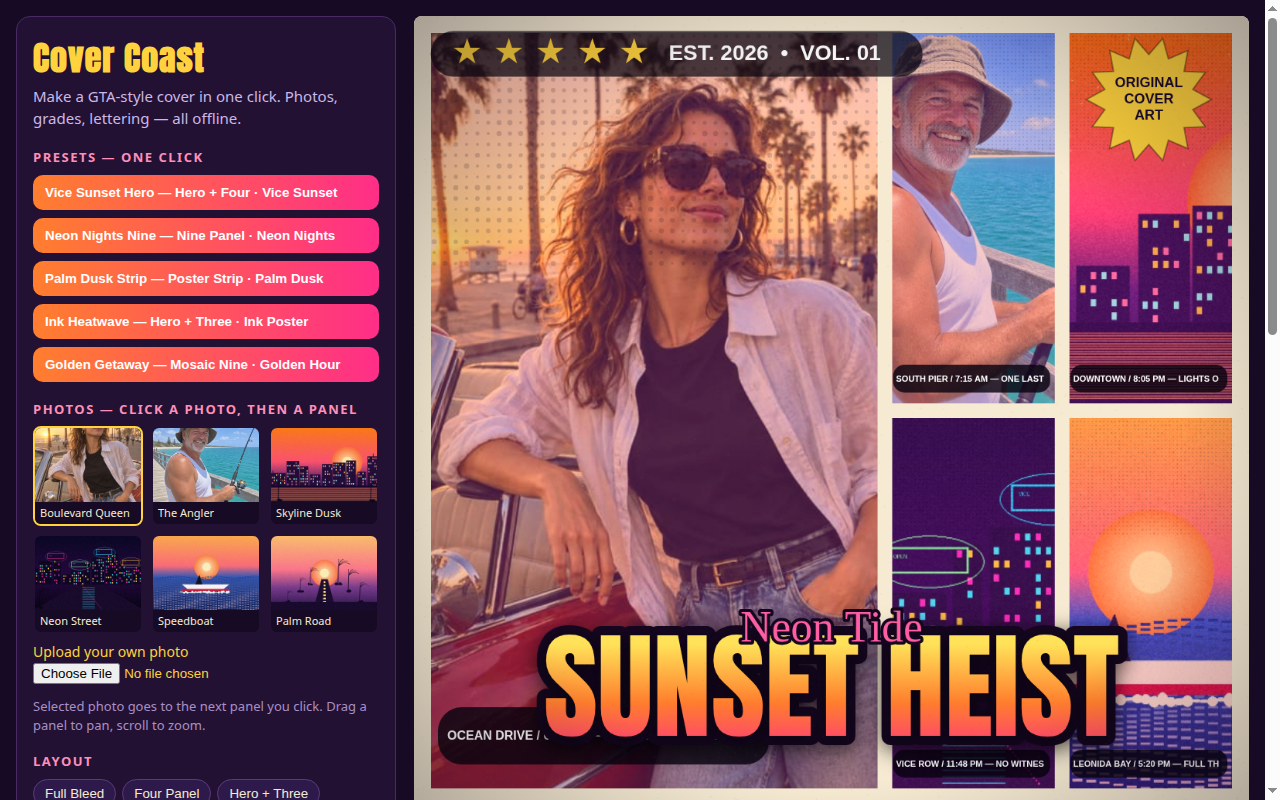 Cover Coast
Make a GTA-style cover in one click. Photos,
grades, lettering — all offline.
PRESETS — ONE CLICK
Vice Sunset Hero — Hero + Four · Vice Sunset
Neon Nights Nine — Nine Panel · Neon Nights
Palm Dusk Strip — Poster Strip · Palm Dusk
Ink Heatwave — Hero + Three · Ink Poster
Golden Getaway — Mosaic Nine · Golden Hour
PHOTOS — CLICK A PHOTO, THEN A PANEL
Boulevard Queen
The Angler
Skyline Dusk
Neon Street
Speedboat
Palm Road
Upload your own photo
Choose File No file chosen
Selected photo goes to the next panel you click. Drag a
panel to pan, scroll to zoom.
LAYOUT
Full Bleed
Four Panel
Hero + Three
★ ★ ★ ★ ★ EST. 2026 • VOL. 01
ORIGINAL
COVER
ART
SOUTH PIER / 7:15 AM — ONE LAST
DOWNTOWN / 8:05 PM — LIGHTS O
Neon Tide
SUNSET HEIST
OCEAN DRIVE /
VICE ROW / 11:48 PM — NO WITNES
LEONIDA BAY / 5:20 PM — FULL TH